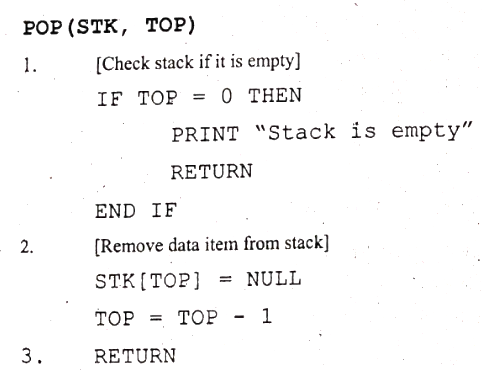 POP(STK, TOP)
1. [Check stack if it is empty]
IF TOP = 0 THEN
PRINT “Stack is empty”
RETURN
END IF
2. [Remove data item from stack]
STK[TOP] = NULL
TOP = TOP - 1
3. RETURN